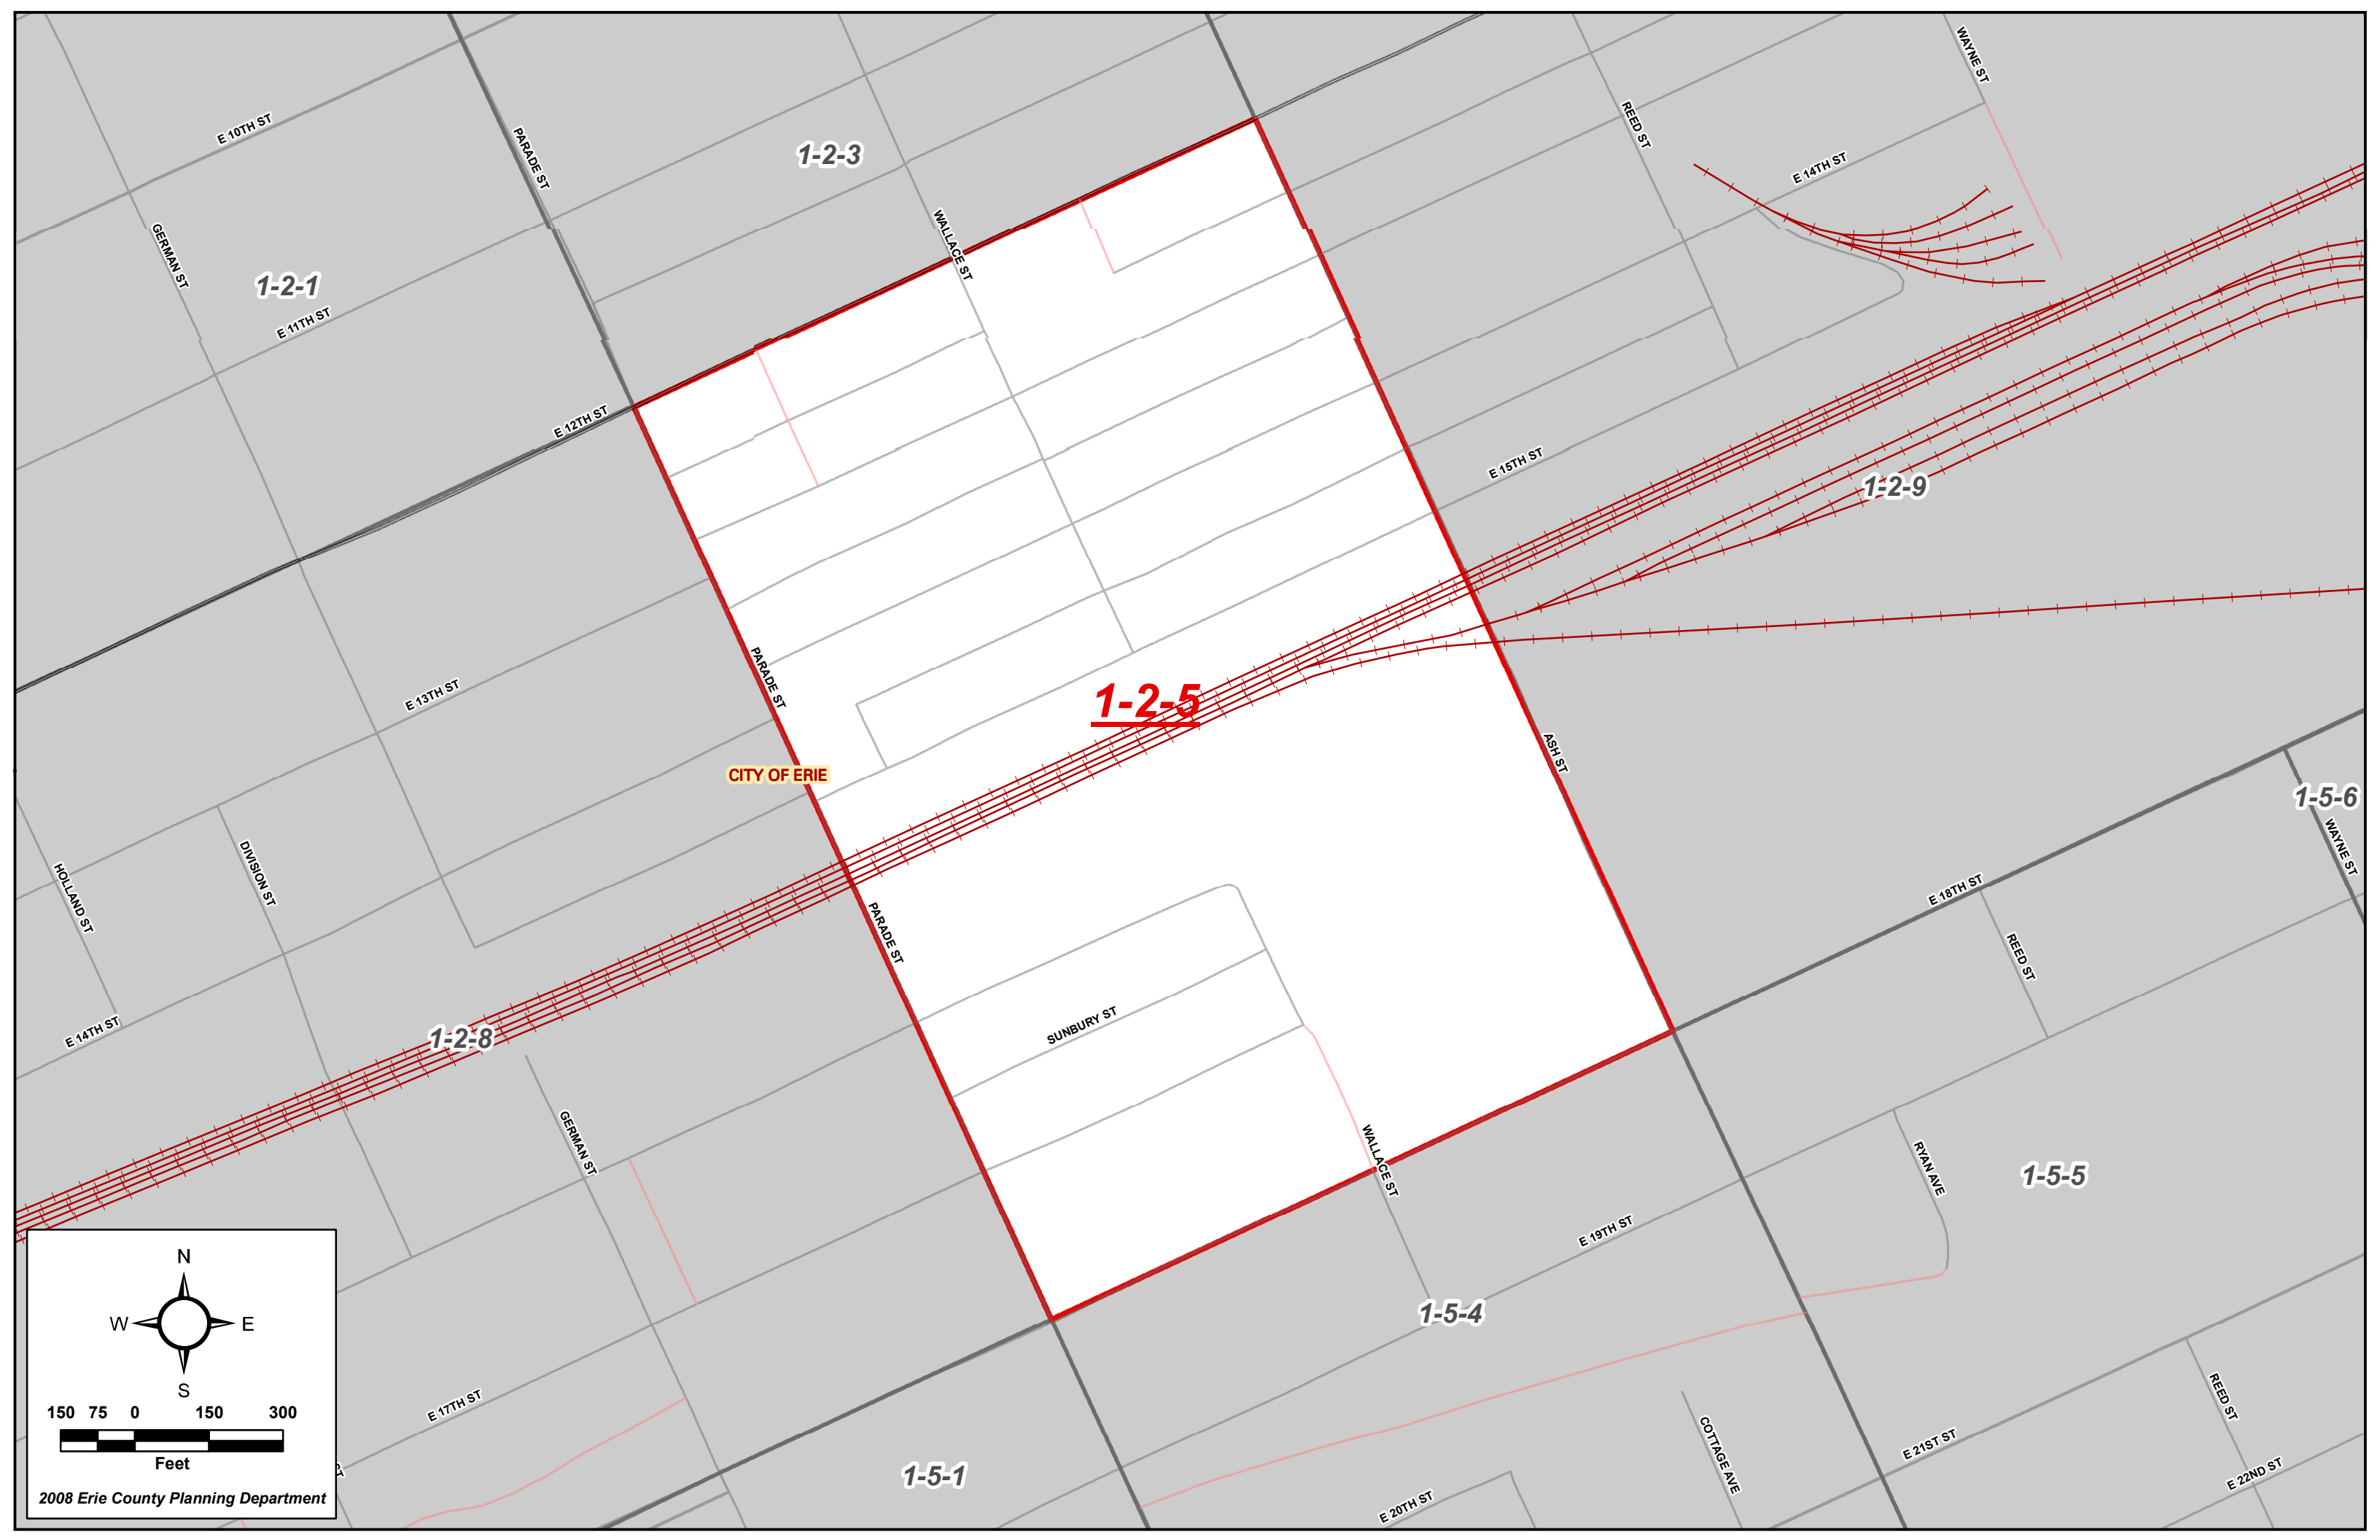 WAYNE ST
E 10TH ST
PARADE ST
REED ST
1-2-3
E 14TH ST
GERMAN ST
WALLACE ST
1-2-1
E 11TH ST
E 12TH ST
E 15TH ST
1-2-9
E 13TH ST
PARADE ST
1-2-5
ASH ST
CITY OF ERIE
1-5-6
WAYNE ST
DIVISION ST
HOLLAND ST
E 18TH ST
PARADE ST
REED ST
E 14TH ST
1-2-8
SUNBURY ST
GERMAN ST
WALLACE ST
RYAN AVE
1-5-5
E 19TH ST
1-5-4
N
W
E
S
E 17TH ST
REED ST
COTTAGE AVE
150 75 0 150 300
Feet
ST
E 21ST ST
1-5-1
E 22ND ST
E 20TH ST
2008 Erie County Planning Department